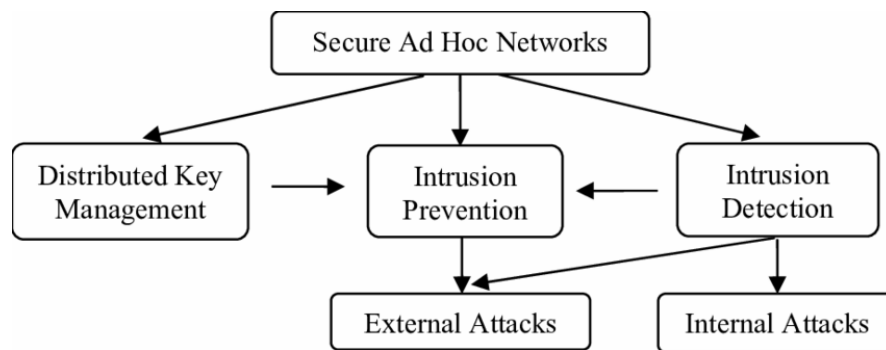 Secure Ad Hoc Networks
Distributed Key
Management
Intrusion
Prevention
Intrusion
Detection
External Attacks
Internal Attacks